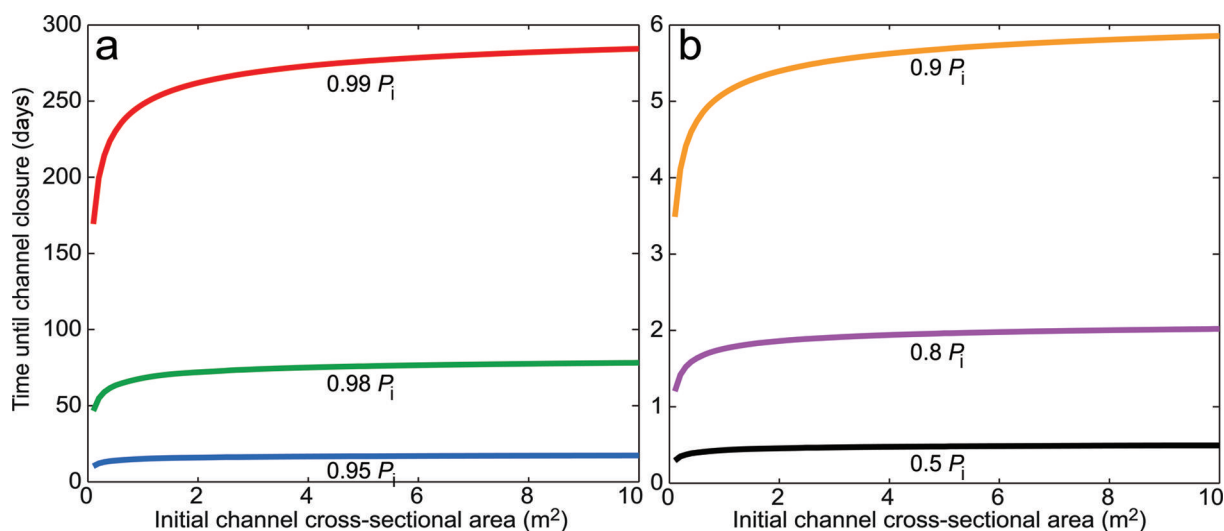 a
Time until channel closure (days)
300
250
200
150
100
50
0
0.99 Pi
0.98 Pi
0.95 Pi
0 2 4 6 8 10
Initial channel cross-sectional area (m2)
b
6
5
4
3
2
1
0
0.9 Pi
0.8 Pi
0.5 Pi
0 2 4 6 8 10
Initial channel cross-sectional area (m2)